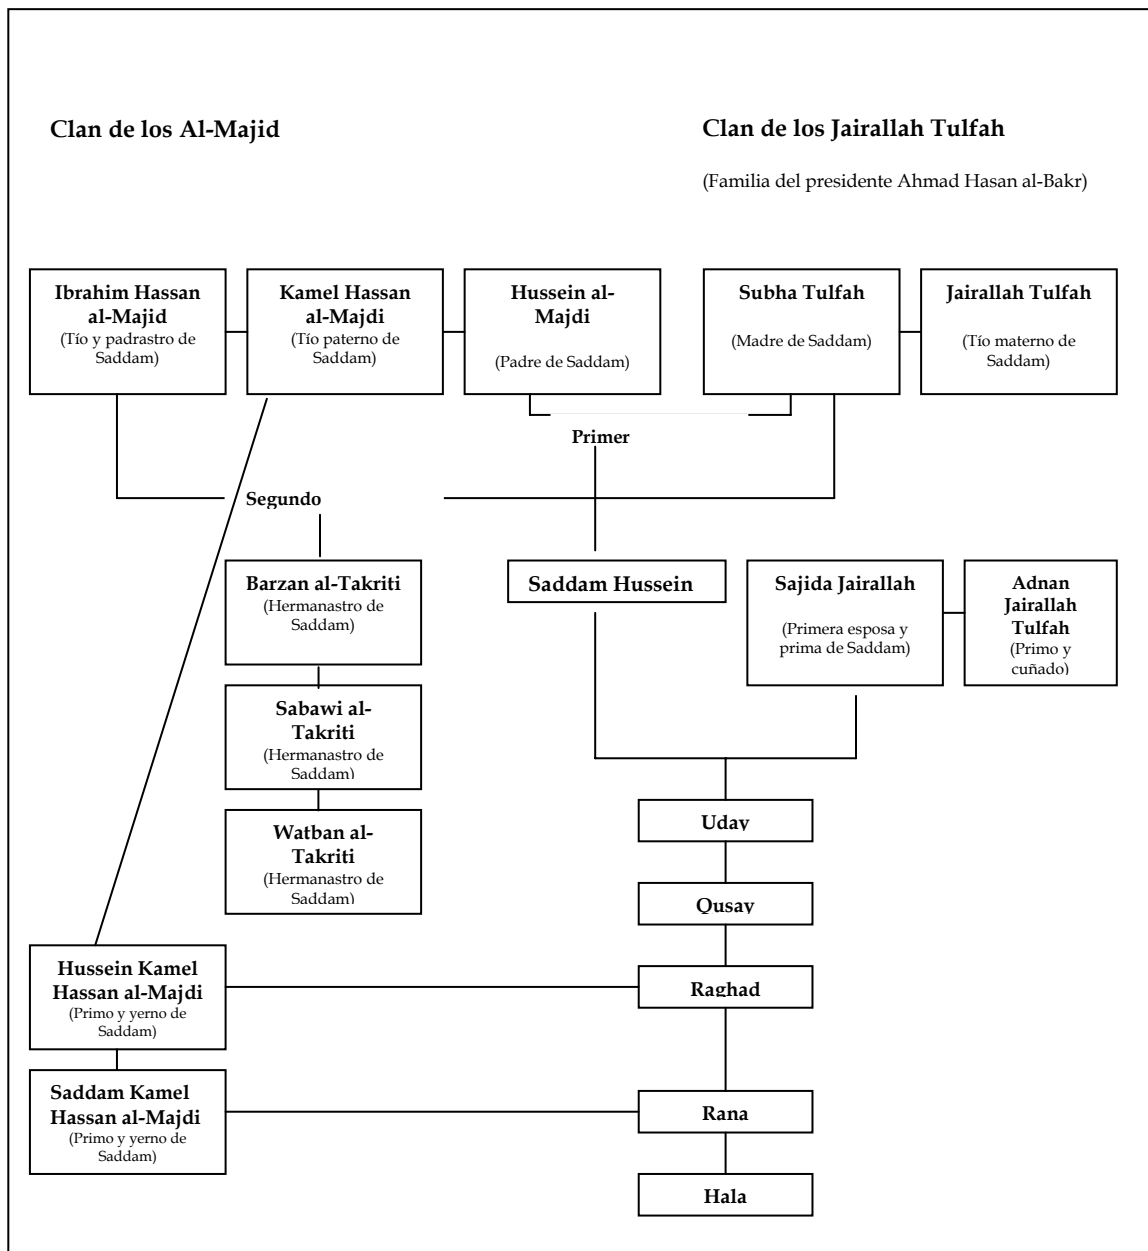 Clan de los Al-Majid
Clan de los Jairallah Tulfah
(Familia del presidente Ahmad Hasan al-Bakr)
Ibrahim Hassan
al-Majid
(Tío y padrastro de
Saddam)
Kamel Hassan
al-Majdi
(Tío paterno de
Saddam)
Hussein al-
Majdi
(Padre de Saddam)
Subha Tulfah
(Madre de Saddam)
Jairallah Tulfah
(Tío materno de
Saddam)
Primer
Segundo
Barzan al-Takriti
(Hermanastro de
Saddam)
Saddam Hussein
Sajida Jairallah
(Primera esposa y
prima de Saddam)
Adnan
Jairallah
Tulfah
(Primo y
cuñado)
Sabawi al-
Takriti
(Hermanastro de
Saddam)
Watban al-
Takriti
(Hermanastro de
Saddam)
Uday
Qusay
Hussein Kamel
Hassan al-Majdi
(Primo y yerno de
Saddam)
Raghad
Saddam Kamel
Hassan al-Majdi
(Primo y yerno de
Saddam)
Rana
Hala